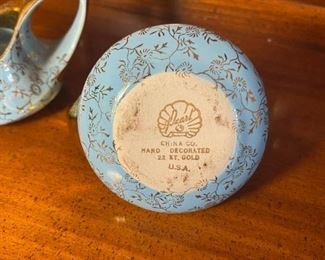 Pearl
CHINA CO.
HAND DECORATED
22 KT. GOLD
U.S.A.